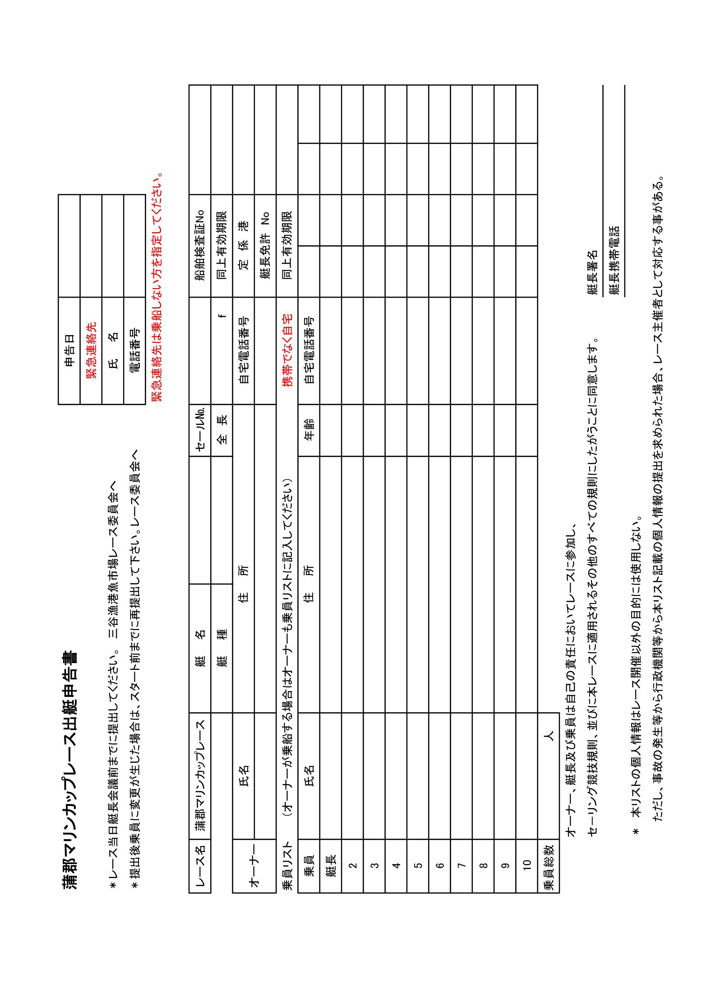 蒲郡マリンカップレース出艇申告書
申告日
*レース当日艇長会議前までに提出してください。 三谷漁港魚市場レース委員会へ
*提出後乗員に変更が生じた場合は、スタート前までに再提出して下さい。レース委員会へ
緊急連絡先
氏　名
電話番号
緊急連絡先は乗船しない方を指定してください。
レース名 蒲郡マリンカップレース 艇　名 セールNo. 船舶検査証No
艇　種 全 長 f 同上有効期限
オーナー 氏名 住　所 自宅電話番号 定 係 港
艇長免許 No
乗員リスト （オーナーが乗船する場合はオーナーも乗員リストに記入してください） 携帯でなく自宅 同上有効期限
乗員 氏名 住　所 年齢 自宅電話番号
艇長
2
3
4
5
6
7
8
9
10
乗員総数 人
オーナー、艇長及び乗員は自己の責任においてレースに参加し、
セーリング競技規則、並びに本レースに適用されるその他のすべての規則にしたがうことに同意します。
艇長署名
艇長携帯電話
* 本リストの個人情報はレース開催以外の目的には使用しない。
ただし、事故の発生等から行政機関等から本リスト記載の個人情報の提出を求められた場合、レース主催者として対応する事がある。